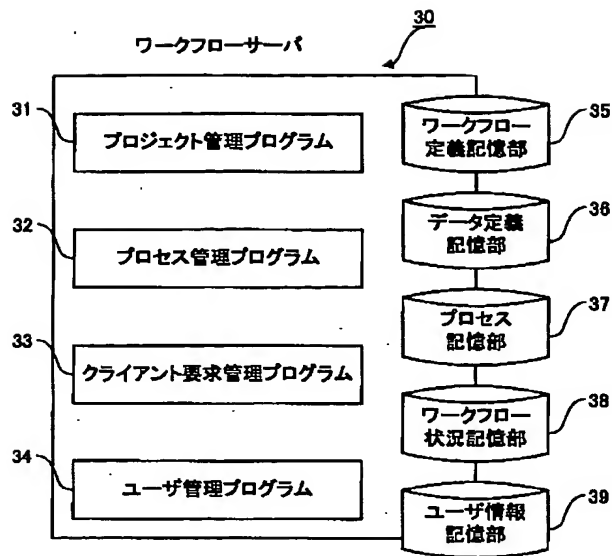 ワークフローサーバ
30
31
プロジェクト管理プログラム
32
プロセス管理プログラム
33
クライアント要求管理プログラム
34
ユーザ管理プログラム
ワークフロー
定義記憶部
35
データ定義
記憶部
36
プロセス
記憶部
37
ワークフロー
状況記憶部
38
ユーザ情報
記憶部
39